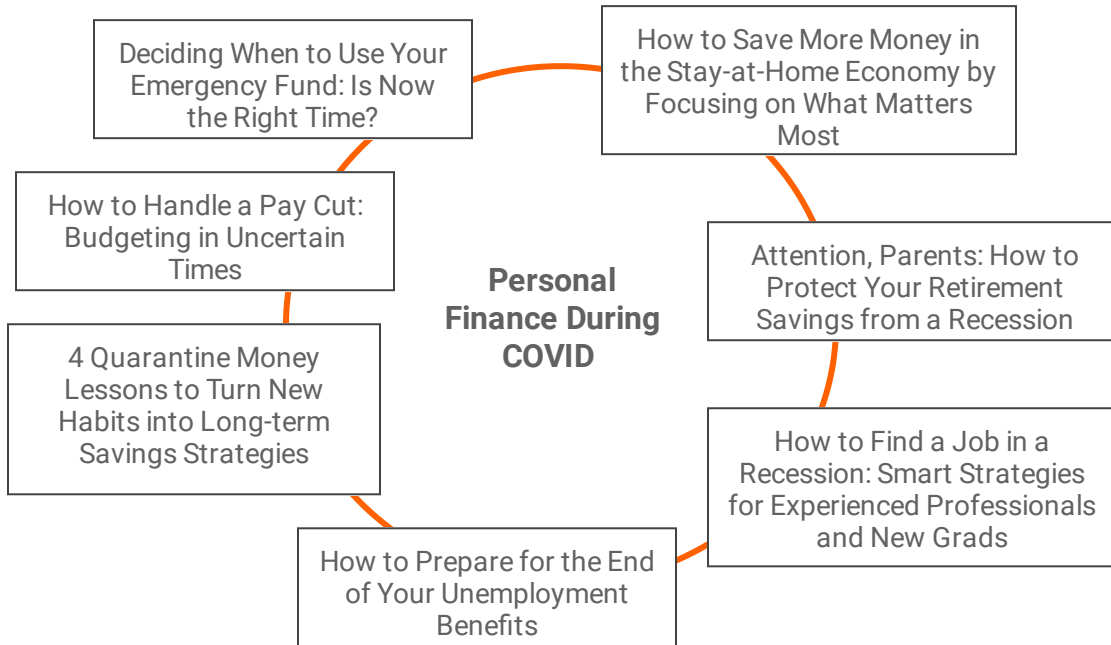 Deciding When to Use Your
Emergency Fund: Is Now
the Right Time?
How to Save More Money in
the Stay-at-Home Economy by
Focusing on What Matters
Most
How to Handle a Pay Cut:
Budgeting in Uncertain
Times
Personal
Finance During
COVID
Attention, Parents: How to
Protect Your Retirement
Savings from a Recession
4 Quarantine Money
Lessons to Turn New
Habits into Long-term
Savings Strategies
How to Find a Job in a
Recession: Smart Strategies
for Experienced Professionals
and New Grads
How to Prepare for the End
of Your Unemployment
Benefits